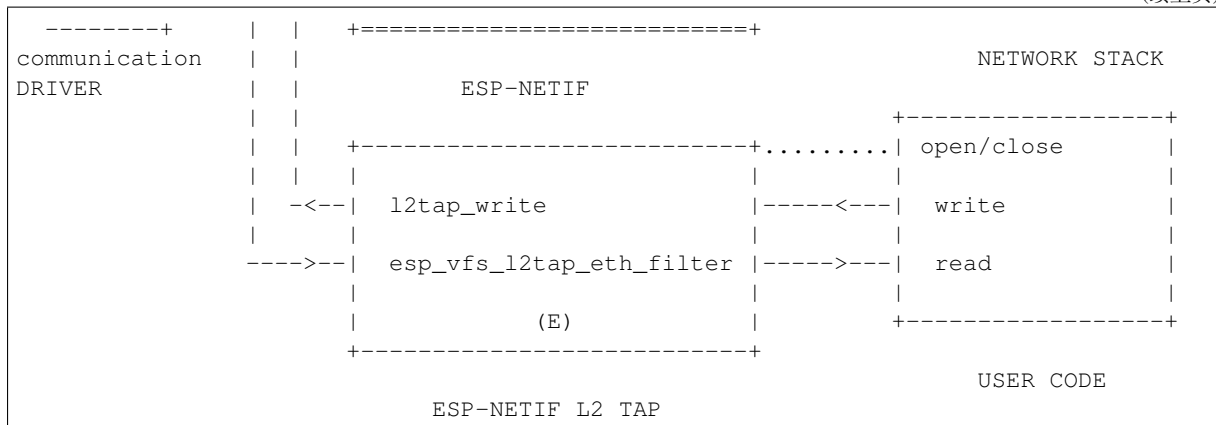 --------+      |  |   +===========================+
communication  |  |                                           NETWORK STACK
DRIVER         |  |           ESP-NETIF
               |  |                                         +------------------+
               |  |   +---------------------------+.........| open/close       |
               |  |   |                           |         |                  |
               |  -<--|  l2tap_write              |-----<---|  write           |
               |      |                           |         |                  |
               ---->--|  esp_vfs_l2tap_eth_filter |----->---|  read            |
                      |                           |         |                  |
                      |            (E)            |         +------------------+
                      +---------------------------+
                                                                  USER CODE
                           ESP-NETIF L2 TAP